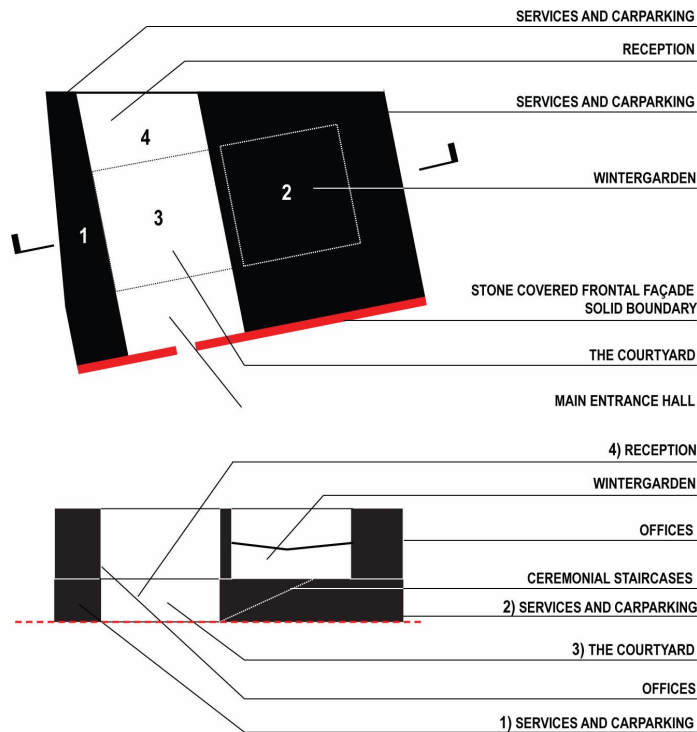 SERVICES AND CARPARKING
RECEPTION
SERVICES AND CARPARKING
4
WINTERGARDEN
2
3
1
STONE COVERED FRONTAL FAÇADE
SOLID BOUNDARY
THE COURTYARD
MAIN ENTRANCE HALL
4) RECEPTION
WINTERGARDEN
OFFICES
CEREMONIAL STAIRCASES
2) SERVICES AND CARPARKING
3) THE COURTYARD
OFFICES
1) SERVICES AND CARPARKING